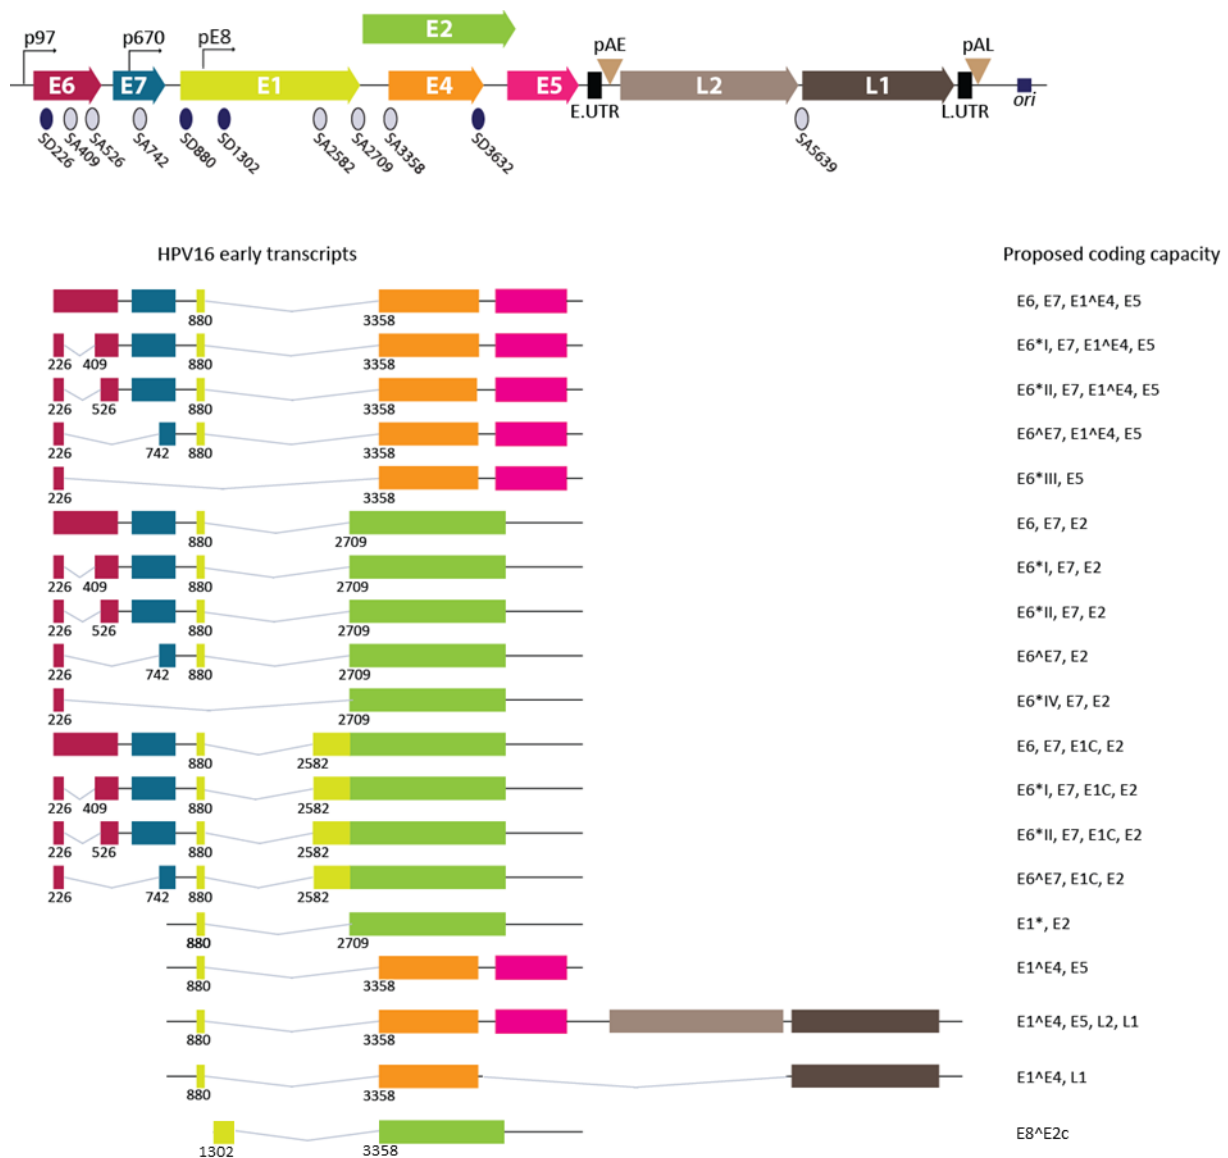 E2
p97 p670 pE8 pAE pAL
E6 E7 E1 E4 E5 L2 L1
E.UTR L.UTR ori
SD226 SA409 SA526 SA742 SD880 SD1302 SA2582 SA2709 SA3358 SD3632 SA5639
HPV16 early transcripts Proposed coding capacity
E6, E7, E1^E4, E5
880 3358
E6*I, E7, E1^E4, E5
226 409 880 3358
E6*II, E7, E1^E4, E5
226 526 880 3358
E6^E7, E1^E4, E5
226 742 880 3358
E6*III, E5
226 3358
E6, E7, E2
880 2709
E6*I, E7, E2
226 409 880 2709
E6*II, E7, E2
226 526 880 2709
E6^E7, E2
226 742 880 2709
E6*IV, E7, E2
226 2709
E6, E7, E1C, E2
880 2582
E6*I, E7, E1C, E2
226 409 880 2582
E6*II, E7, E1C, E2
226 526 880 2582
E6^E7, E1C, E2
226 742 880 2582
E1*, E2
880 2709
E1^E4, E5
880 3358
E1^E4, E5, L2, L1
880 3358
E1^E4, L1
880 3358
E8^E2c
1302 3358